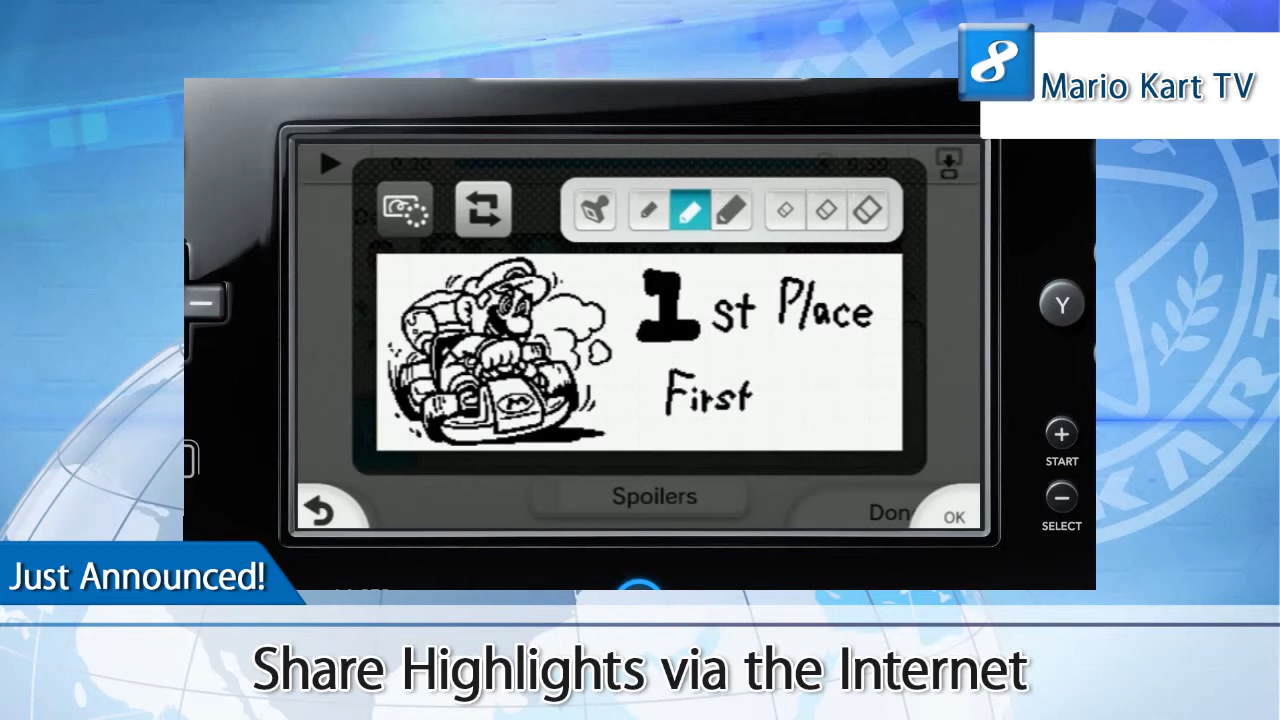 8
Mario Kart TV
1st Place
First
M
Y
+
START
−
SELECT
Spoilers
Don
OK
KART
Just Announced!
Share Highlights via the Internet